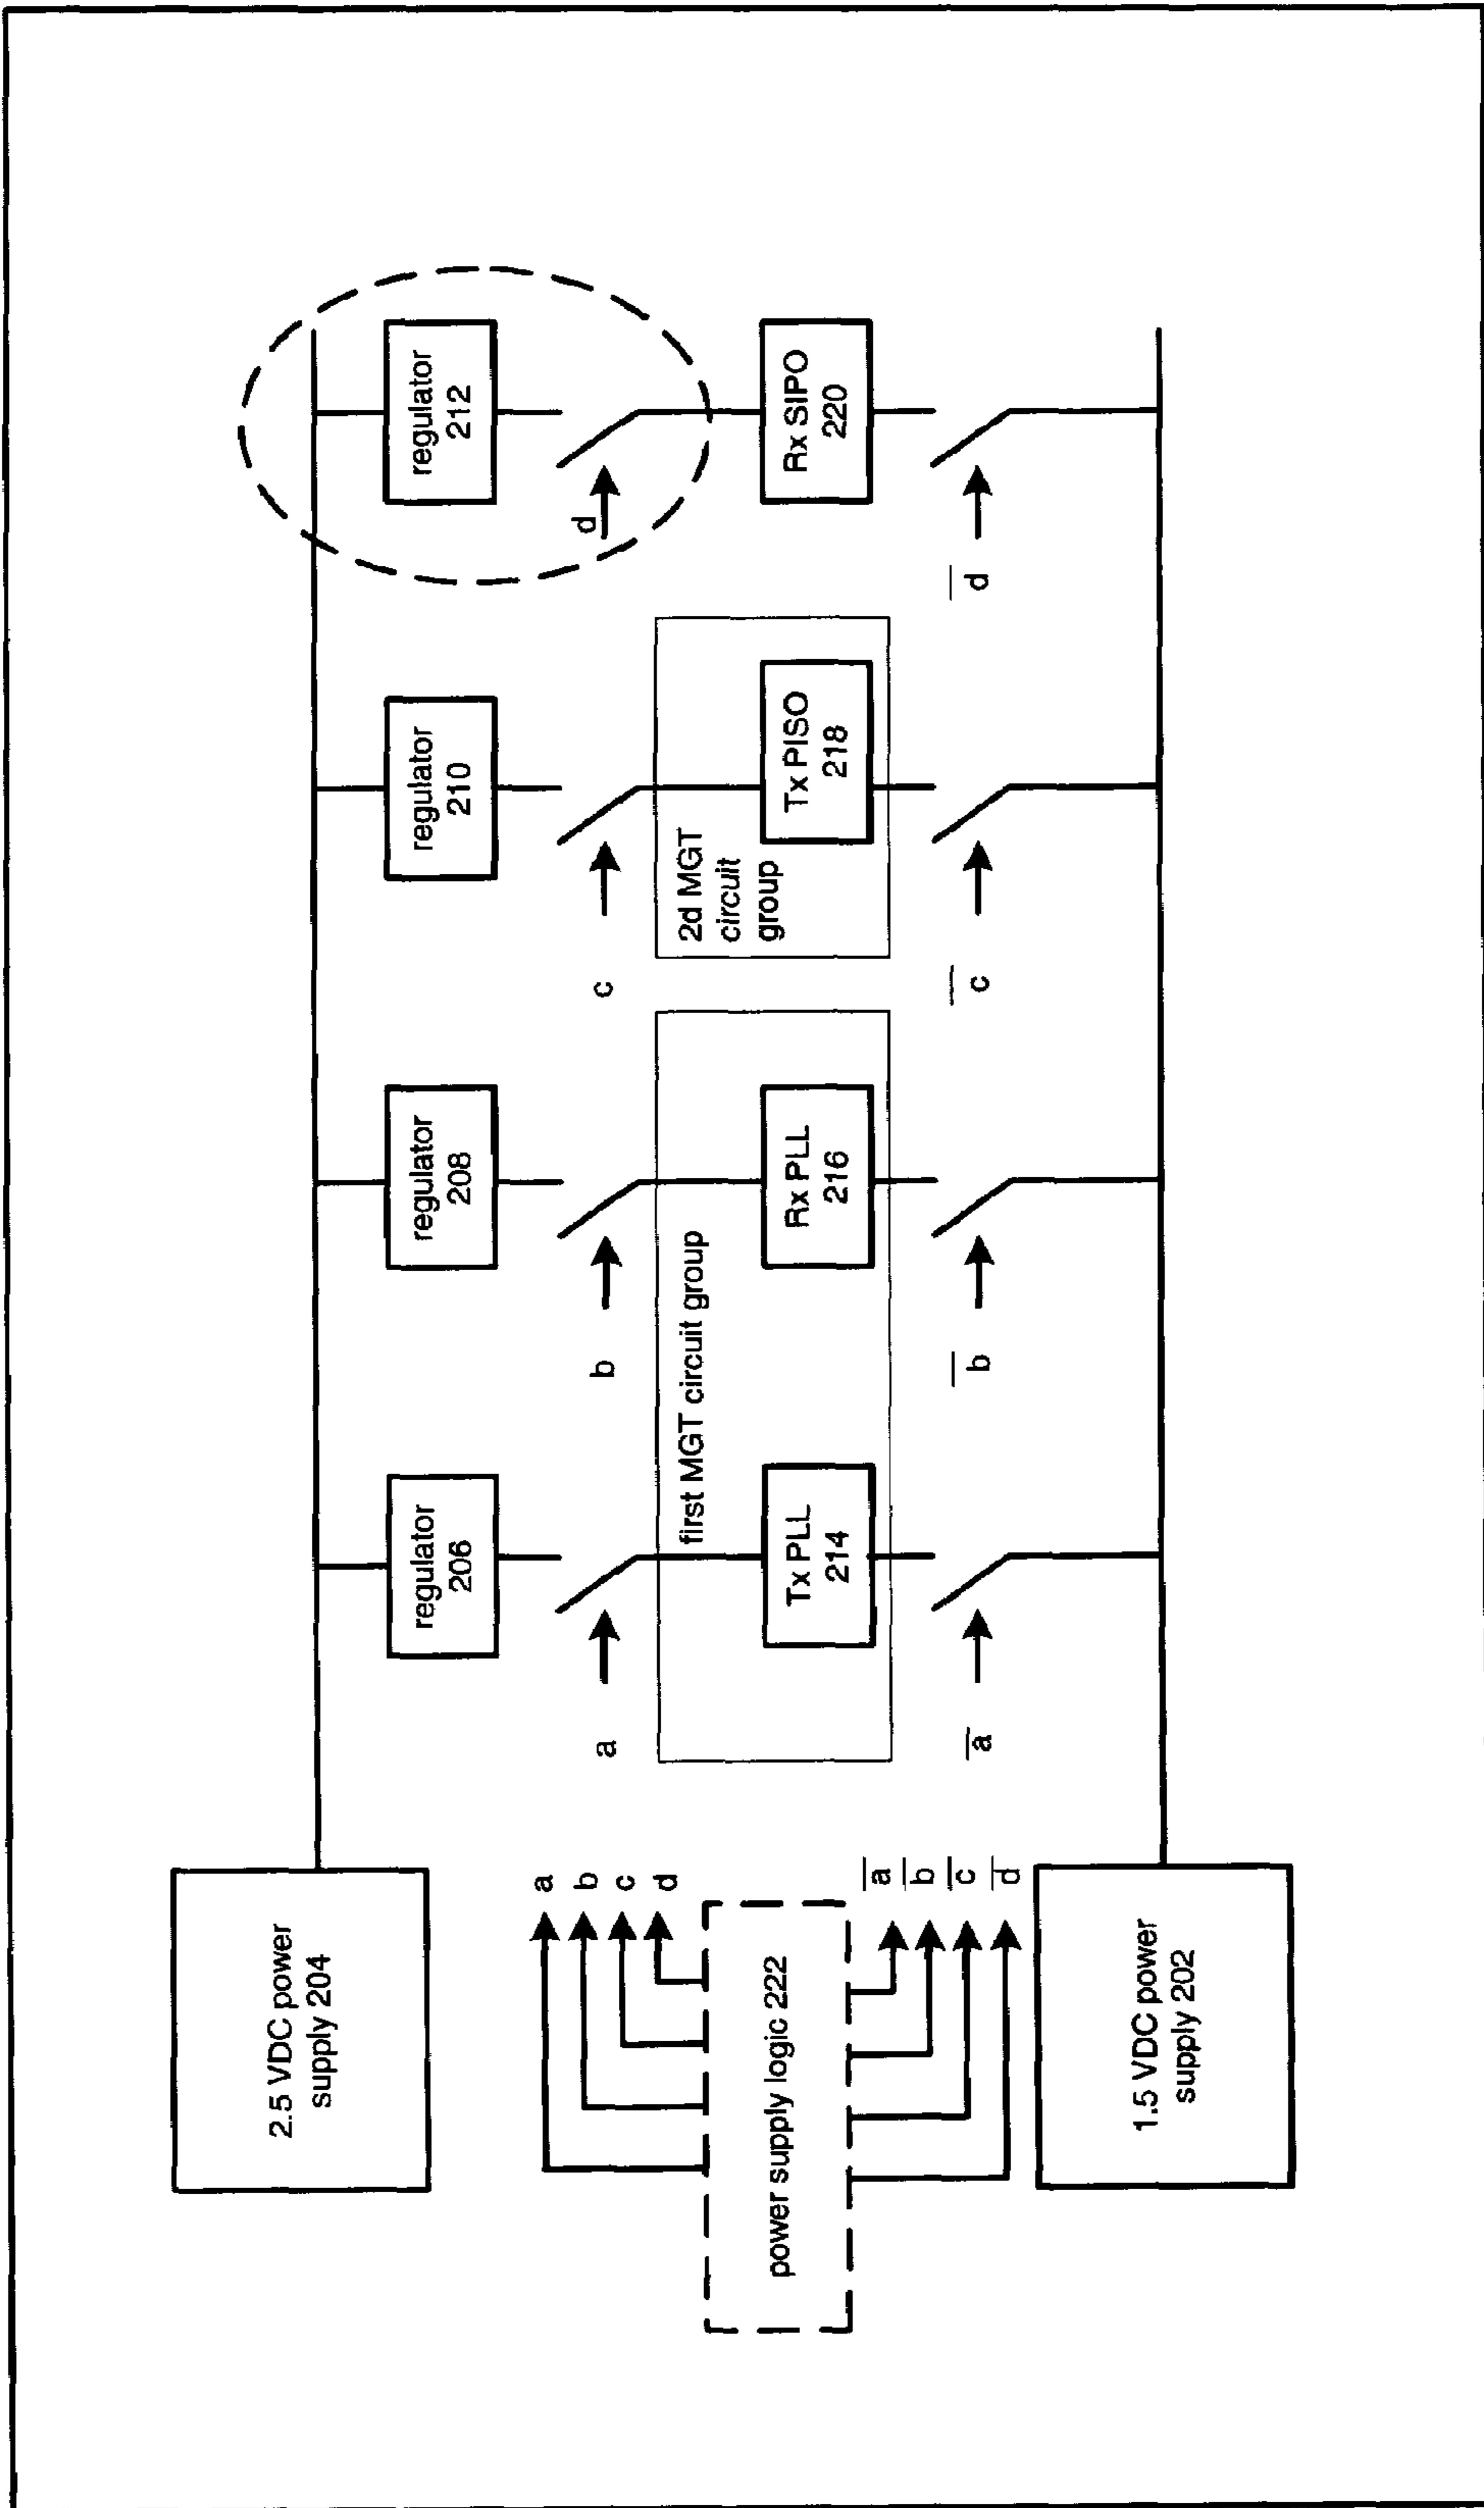 2.5 VDC power
supply 204
regulator
206
regulator
208
regulator
210
regulator
212
a
b
c
d
a
b
c
d
first MGT circuit group
2d MGT
circuit
group
power supply logic 222
Tx PLL
214
Rx PLL
216
Tx PISO
218
Rx SIPO
220
a̅
b̅
c̅
d̅
a̅
b̅
c̅
d̅
1.5 VDC power
supply 202